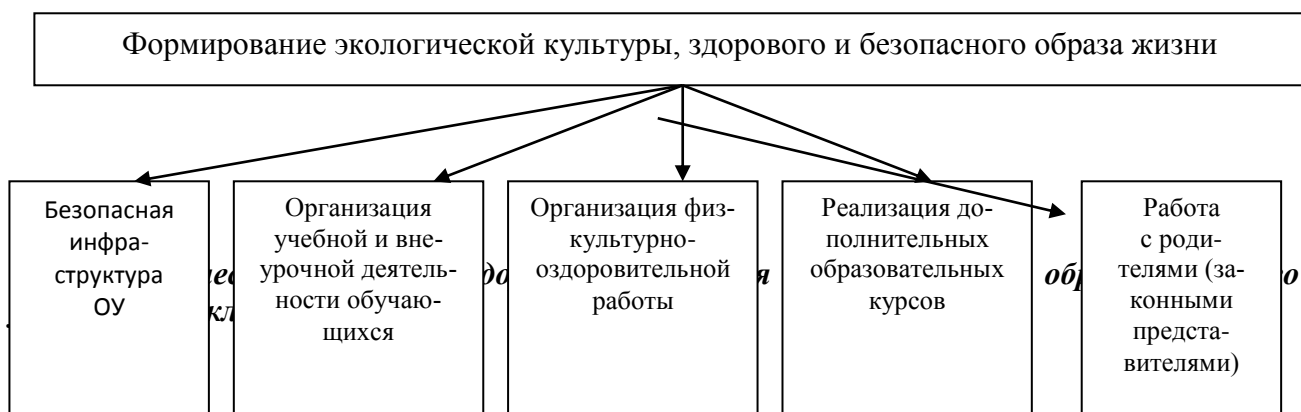 Формирование экологической культуры, здорового и безопасного образа жизни
Безопасная
инфра-
структура
ОУ
Организация
учебной и вне-
урочной деятель-
ности обучаю-
щихся
Организация физ-
культурно-
оздоровительной
работы
Реализация до-
полнительных
образовательных
курсов
Работа
с роди-
телями (за-
конными
предста-
вителями)